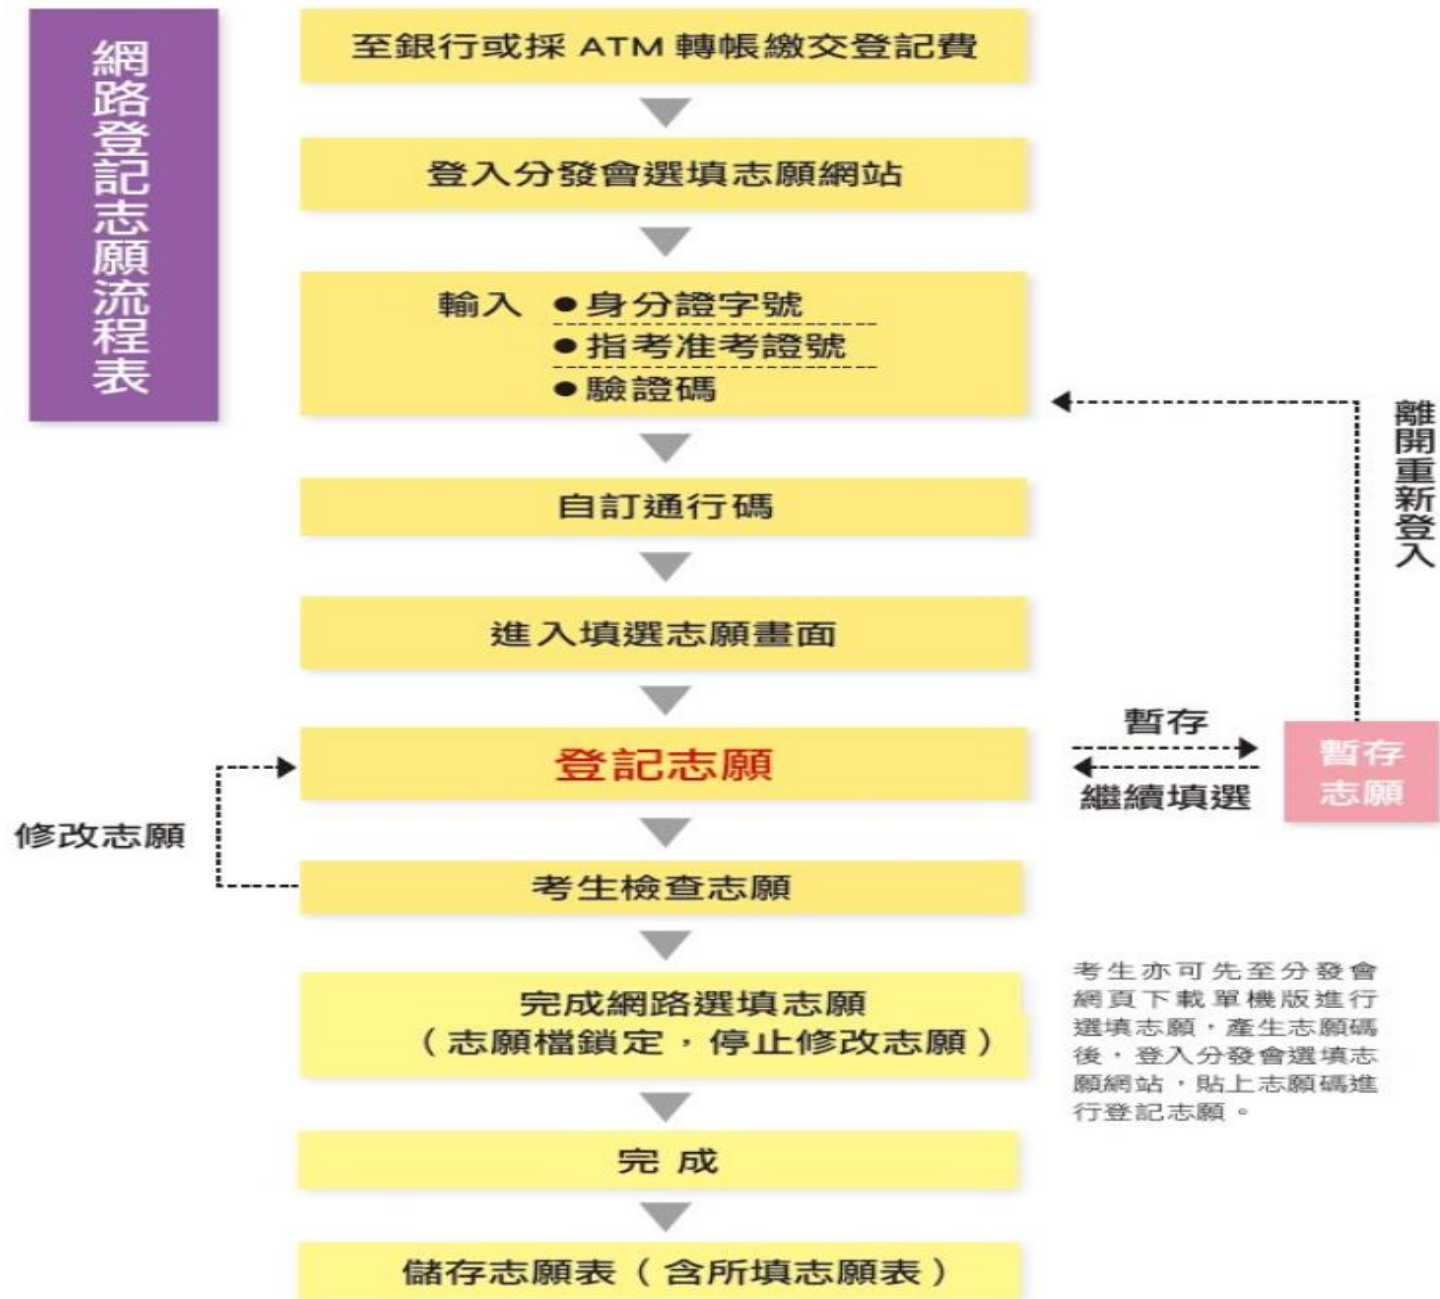 網路登記志願流程表
至銀行或採 ATM 轉帳繳交登記費
登入分發會選填志願網站
輸入 ●身分證字號
●指考准考證號
●驗證碼
離開重新登入
自訂通行碼
進入填選志願畫面
登記志願
暫存
繼續填選
暫存
志願
修改志願
考生檢查志願
完成網路選填志願
（志願檔鎖定，停止修改志願）
考生亦可先至分發會
網頁下載單機版進行
選填志願，產生志願碼
後，登入分發會選填志
願網站，貼上志願碼進
行登記志願。
完成
儲存志願表（含所填志願表）